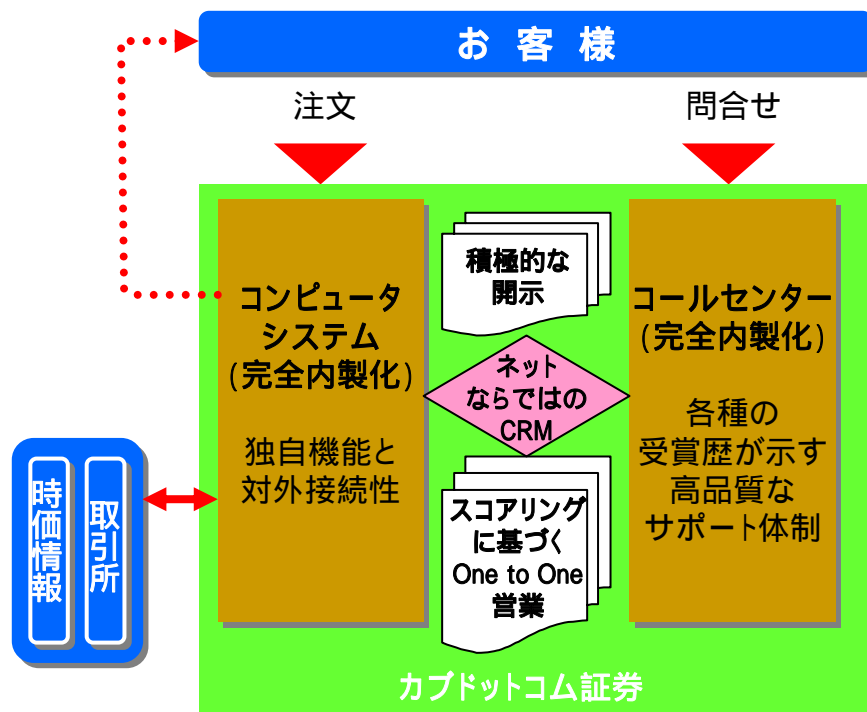 お客様
注文
問合せ
コンピュータ
システム
(完全内製化)
独自機能と
対外接続性
積極的な
開示
ネット
ならではの
CRM
スコアリング
に基づく
One to One
営業
コールセンター
(完全内製化)
各種の
受賞歴が示す
高品質な
サポート体制
時価情報
取引所
カブドットコム証券